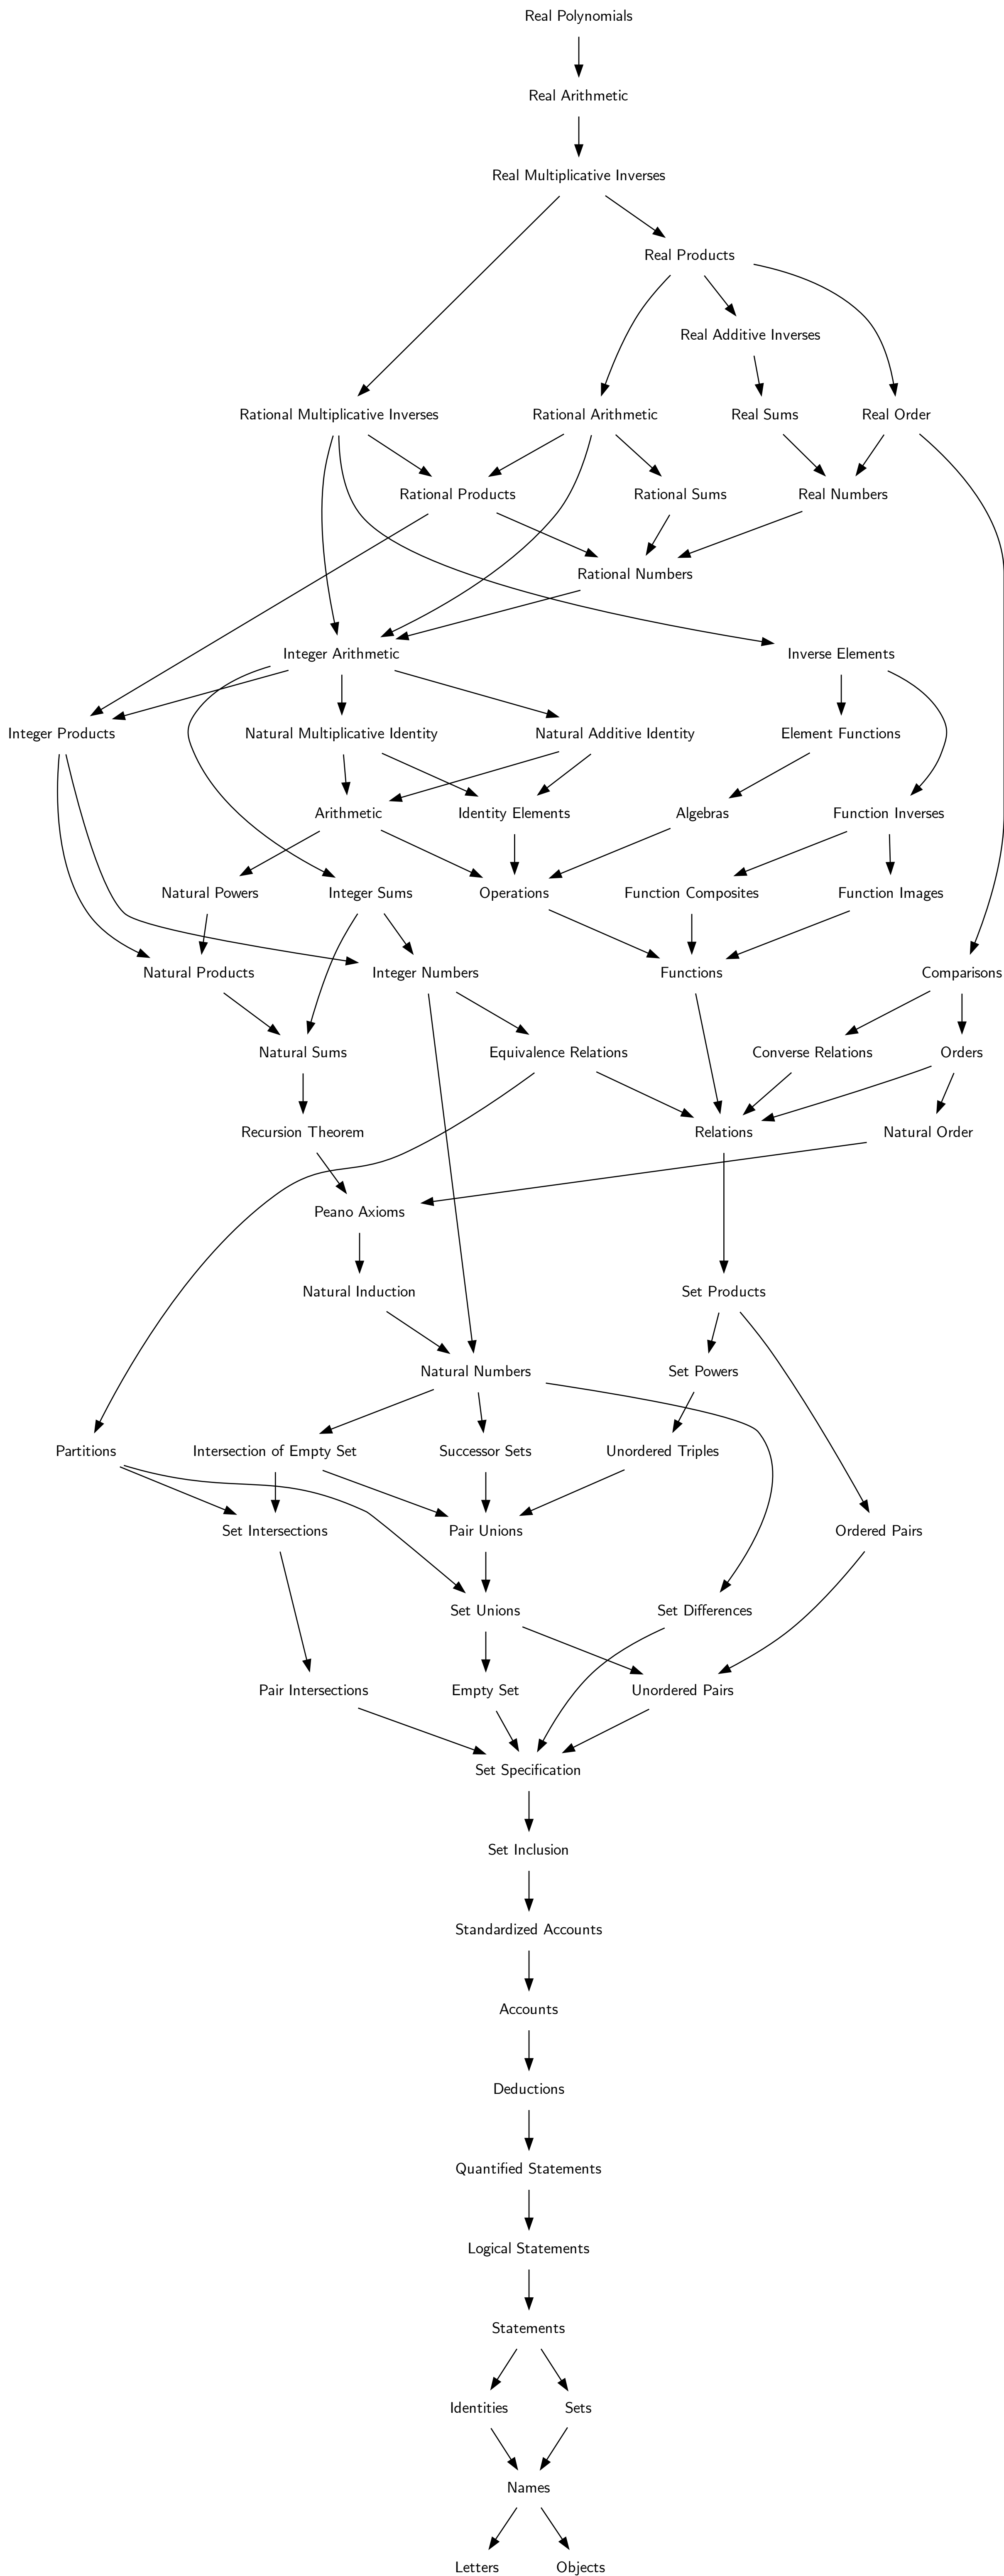 Real Polynomials
Real Arithmetic
Real Multiplicative Inverses
Real Products
Real Additive Inverses
Rational Multiplicative Inverses
Rational Arithmetic
Real Sums
Real Order
Rational Products
Rational Sums
Real Numbers
Rational Numbers
Integer Arithmetic
Inverse Elements
Integer Products
Natural Multiplicative Identity
Natural Additive Identity
Element Functions
Arithmetic
Identity Elements
Algebras
Function Inverses
Natural Powers
Integer Sums
Operations
Function Composites
Function Images
Natural Products
Integer Numbers
Functions
Comparisons
Natural Sums
Equivalence Relations
Converse Relations
Orders
Recursion Theorem
Relations
Natural Order
Peano Axioms
Natural Induction
Set Products
Natural Numbers
Set Powers
Partitions
Intersection of Empty Set
Successor Sets
Unordered Triples
Set Intersections
Pair Unions
Ordered Pairs
Set Unions
Set Differences
Pair Intersections
Empty Set
Unordered Pairs
Set Specification
Set Inclusion
Standardized Accounts
Accounts
Deductions
Quantified Statements
Logical Statements
Statements
Identities
Sets
Names
Letters
Objects